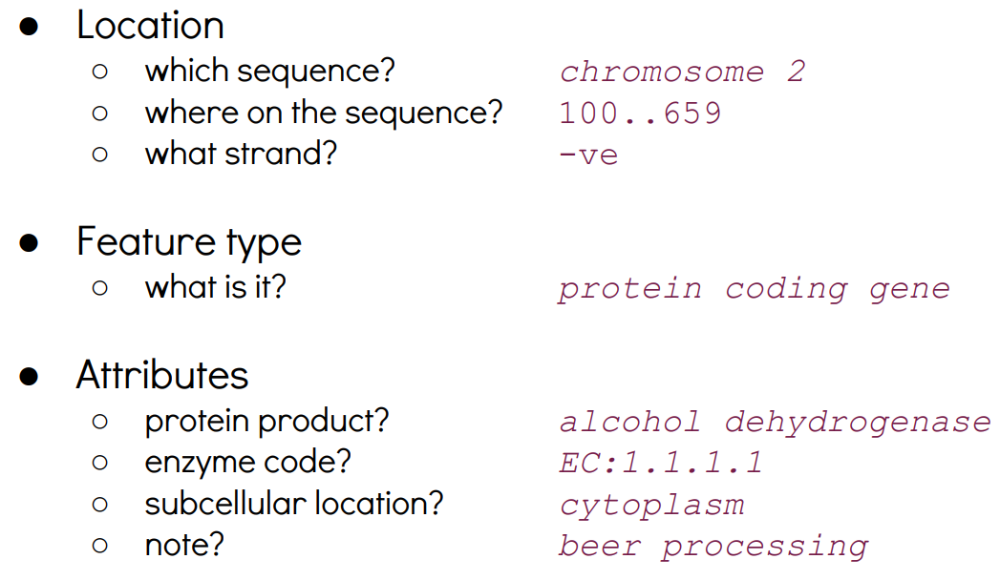 ● Location
○ which sequence? chromosome 2
○ where on the sequence? 100..659
○ what strand? -ve
● Feature type
○ what is it? protein coding gene
● Attributes
○ protein product? alcohol dehydrogenase
○ enzyme code? EC:1.1.1.1
○ subcellular location? cytoplasm
○ note? beer processing